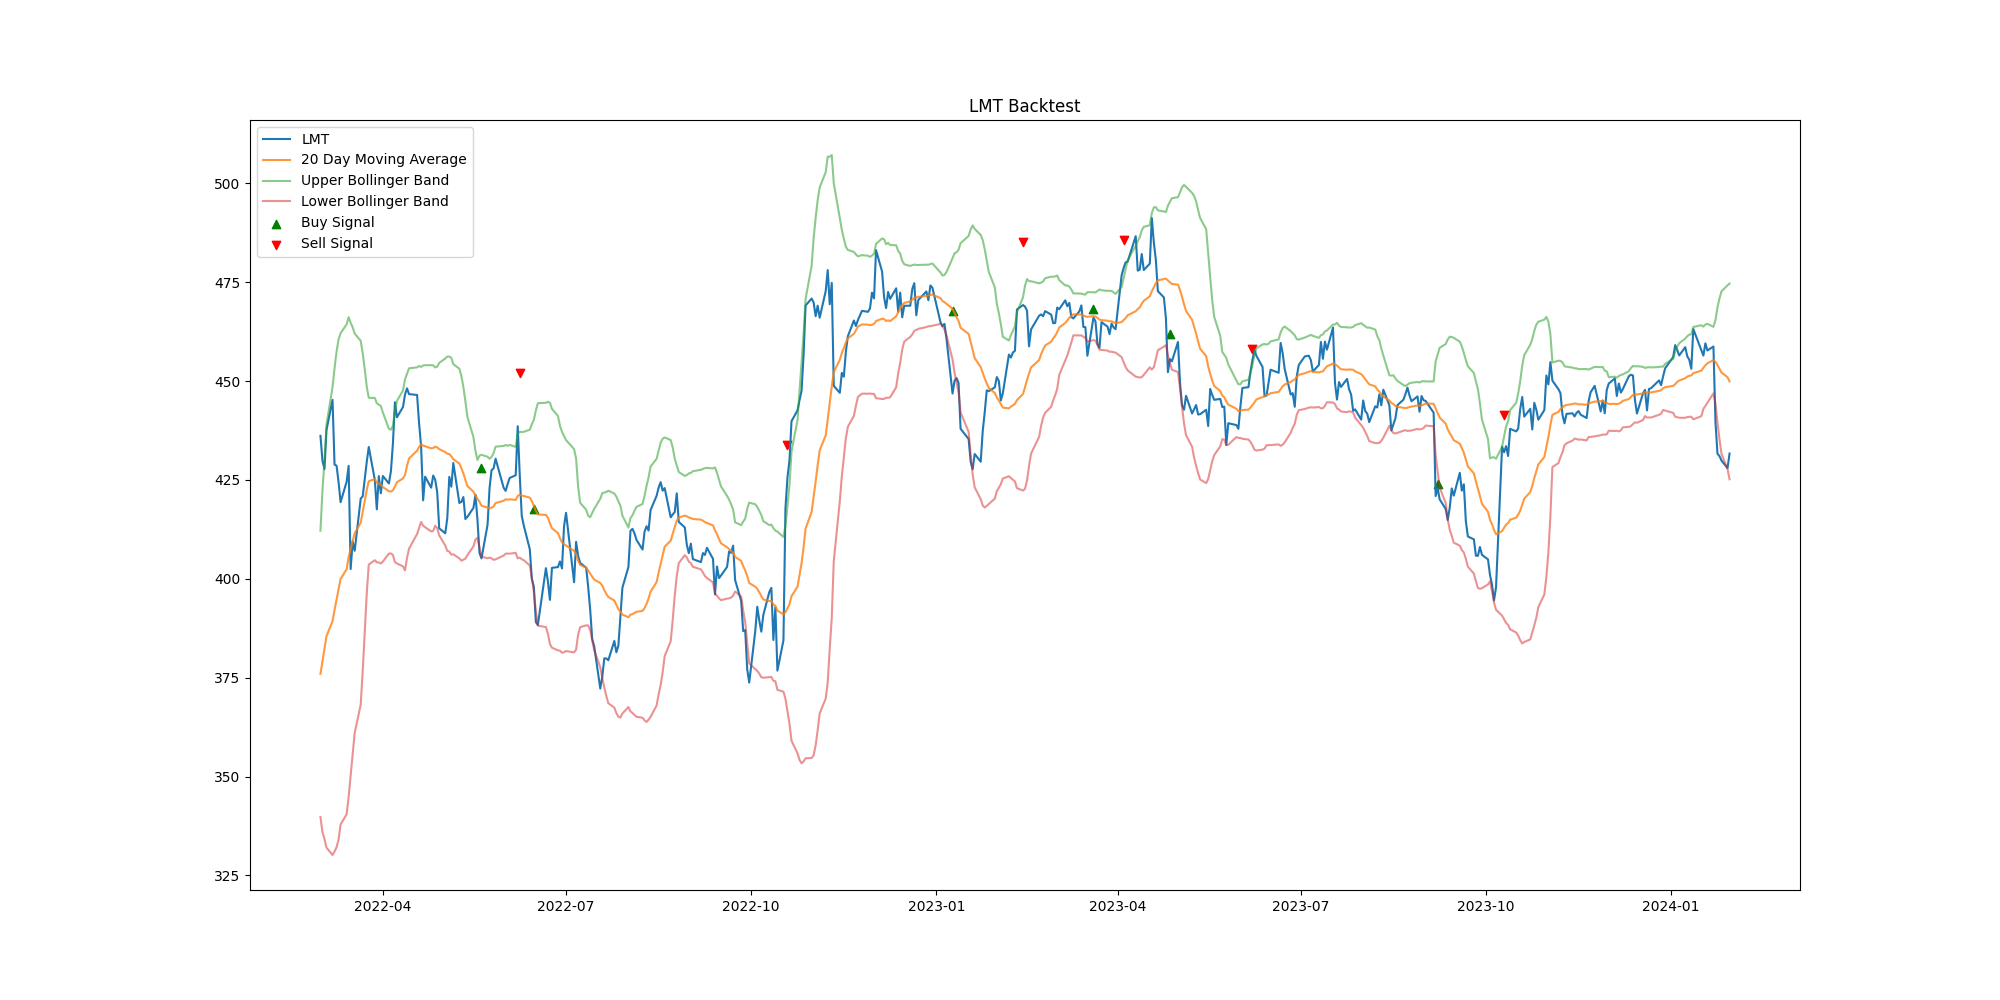 LMT Backtest
LMT
20 Day Moving Average
Upper Bollinger Band
Lower Bollinger Band
Buy Signal
Sell Signal
500
475
450
425
400
375
350
325
2022-04 2022-07 2022-10 2023-01 2023-04 2023-07 2023-10 2024-01